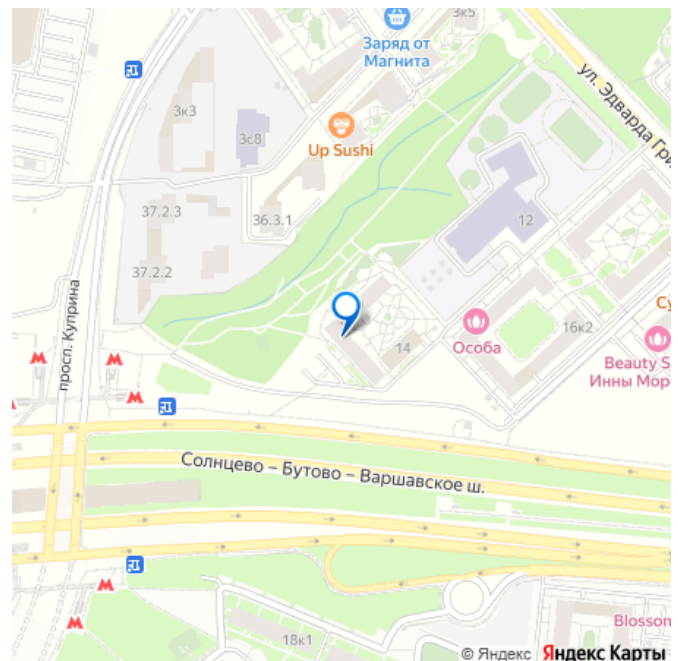 3к5
Заряд от
Магнита
ул. Эдварда Гри
3к3
3с8
Up Sushi
37.2.3
36.3.1
12
37.2.2
просп. Куприна
Особа
16к2
Су
14
Beauty S
Инны Мор
Солнцево – Бутово – Варшавское ш.
18к1
Blosson
© Яндекс Яндекс Карты